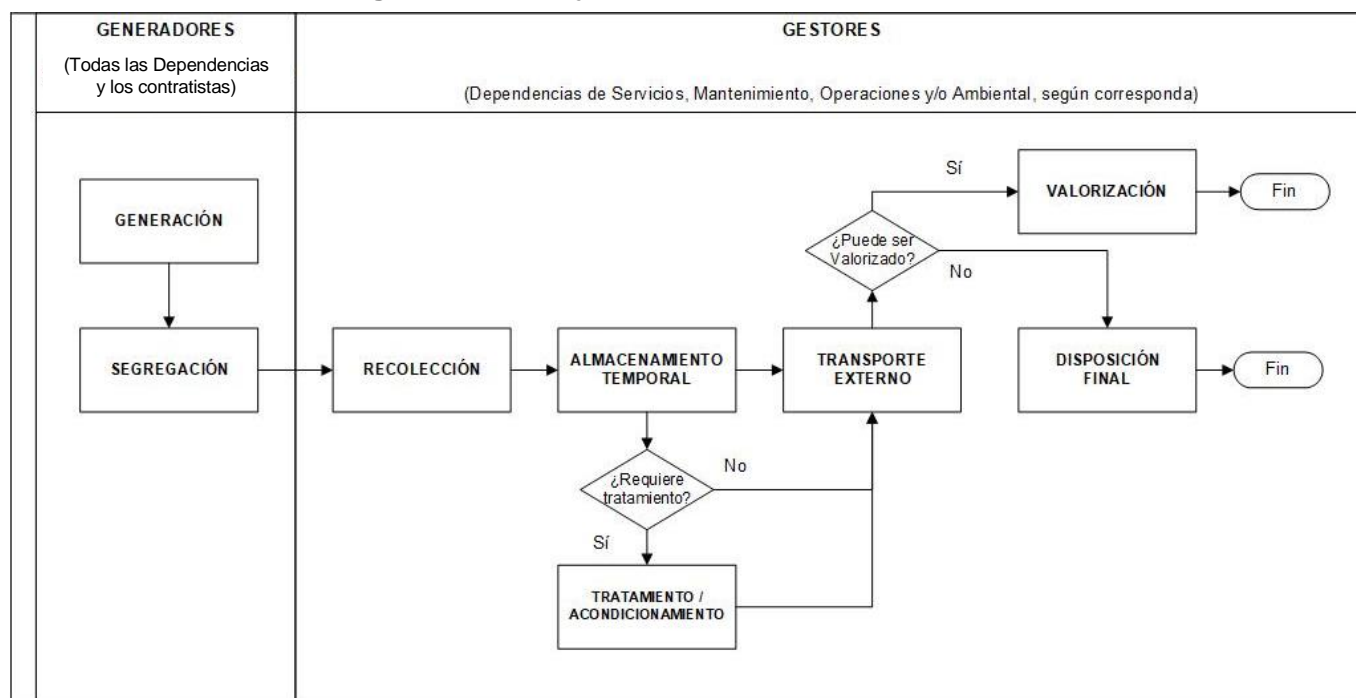 GENERADORES
(Todas las Dependencias
y los contratistas)
GESTORES
(Dependencias de Servicios, Mantenimiento, Operaciones y/o Ambiental, según corresponda)
GENERACIÓN
SEGREGACIÓN
RECOLECCIÓN
ALMACENAMIENTO
TEMPORAL
¿Requiere
tratamiento?
No
Sí
TRATAMIENTO /
ACONDICIONAMIENTO
TRANSPORTE
EXTERNO
¿Puede ser
Valorizado?
Sí
No
VALORIZACIÓN
Fin
DISPOSICIÓN
FINAL
Fin